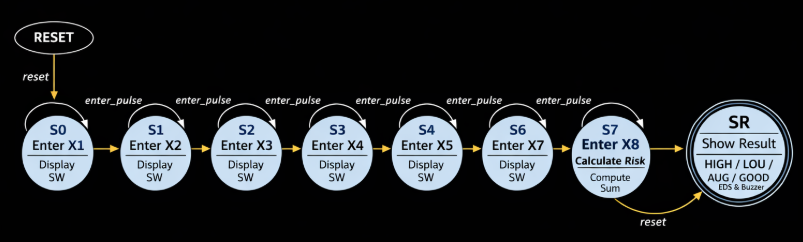 RESET
reset
enter_pulse
enter_pulse
enter_pulse
enter_pulse
enter_pulse
enter_pulse
S0
Enter X1
Display
SW
S1
Enter X2
Display
SW
S2
Enter X3
Display
SW
S3
Enter X4
Display
SW
S4
Enter X5
Display
SW
S6
Enter X7
Display
SW
S7
Enter X8
Calculate Risk
Compute
Sum
SR
Show Result
HIGH / LOU /
AUG / GOOD
EDS & Buzzer
reset